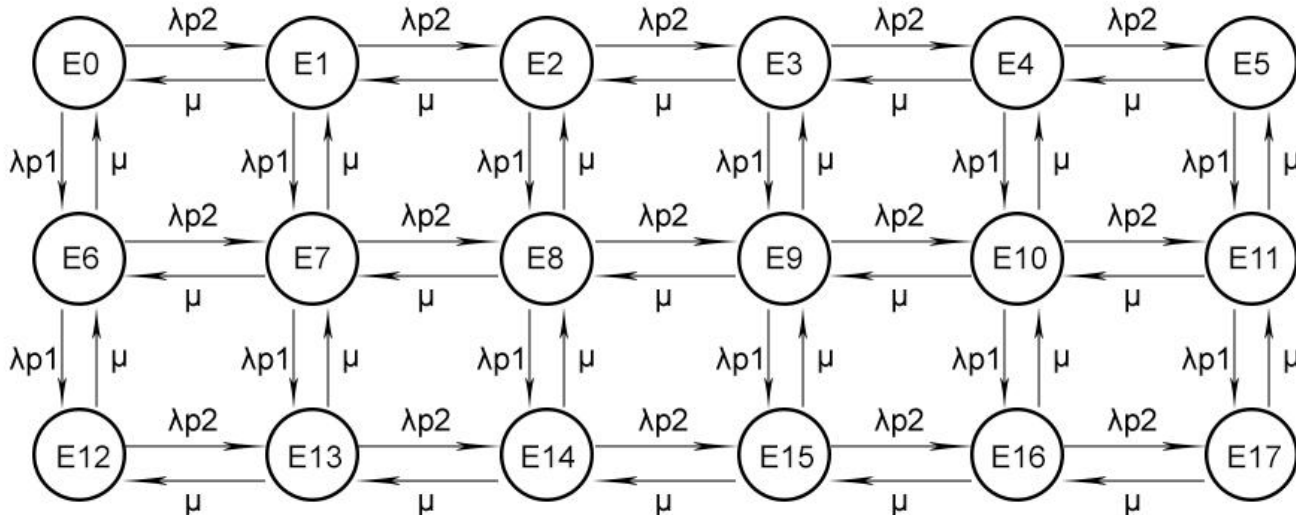 λp2 λp2 λp2 λp2 λp2
E0 E1 E2 E3 E4 E5
μ μ μ μ μ
λp1 μ λp1 μ λp1 μ λp1 μ λp1 μ λp1 μ
λp2 λp2 λp2 λp2 λp2
E6 E7 E8 E9 E10 E11
μ μ μ μ μ
λp1 μ λp1 μ λp1 μ λp1 μ λp1 μ λp1 μ
λp2 λp2 λp2 λp2 λp2
E12 E13 E14 E15 E16 E17
μ μ μ μ μ